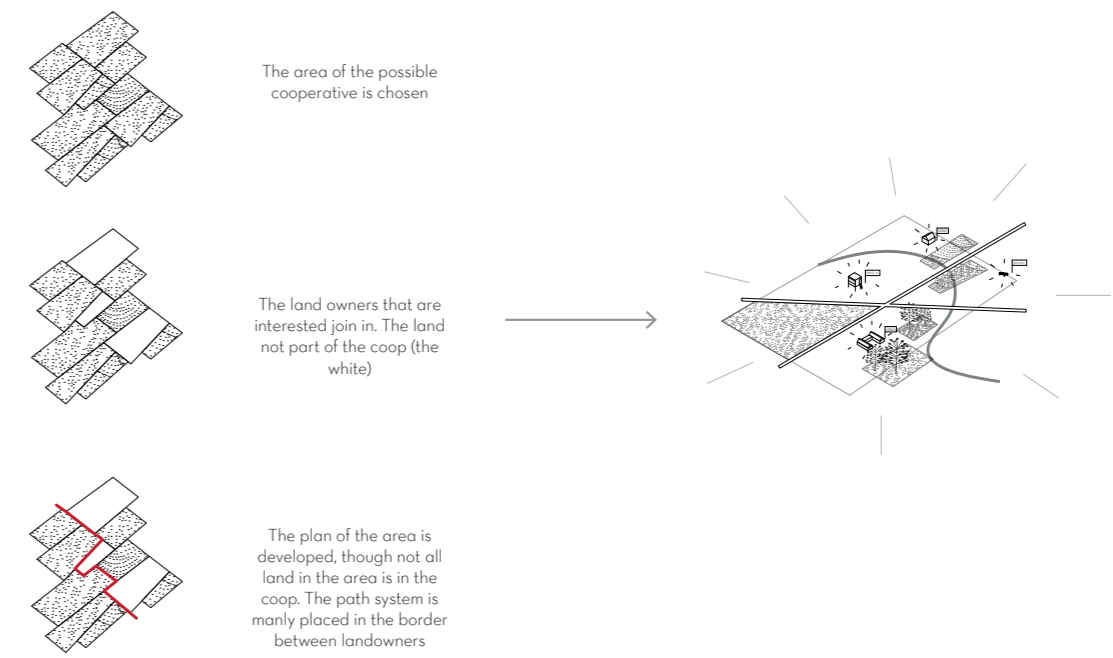 The area of the possible
cooperative is chosen
The land owners that are
interested join in. The land
not part of the coop (the
white)
The plan of the area is
developed, though not all
land in the area is in the
coop. The path system is
manly placed in the border
between landowners